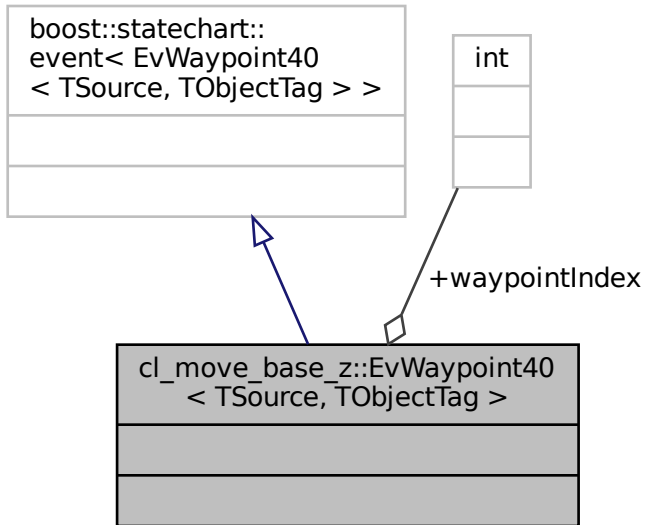 boost::statechart::
event< EvWaypoint40
< TSource, TObjectTag > >
int
+waypointIndex
cl_move_base_z::EvWaypoint40
< TSource, TObjectTag >